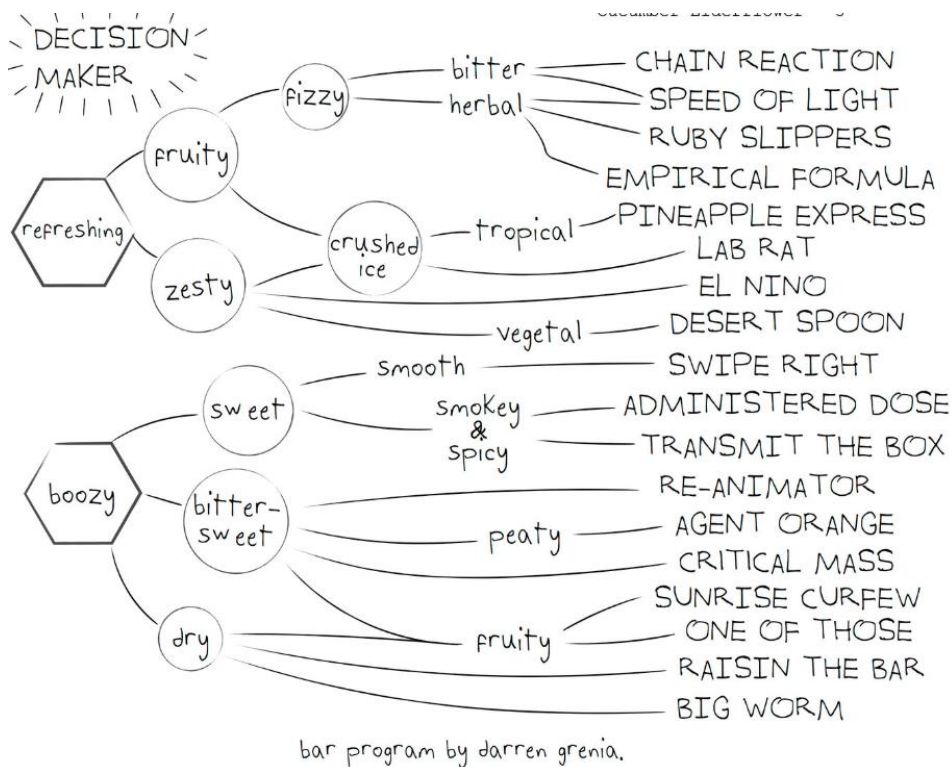 DECISION
MAKER
refreshing
fruity
fizzy
bitter
herbal
CHAIN REACTION
SPEED OF LIGHT
RUBY SLIPPERS
EMPIRICAL FORMULA
zesty
crushed
ice
tropical
PINEAPPLE EXPRESS
LAB RAT
EL NINO
vegetal
DESERT SPOON
boozy
sweet
smooth
SWIPE RIGHT
smokey
&
spicy
ADMINISTERED DOSE
TRANSMIT THE BOX
bitter-
sweet
RE-ANIMATOR
peaty
AGENT ORANGE
CRITICAL MASS
dry
fruity
SUNRISE CURFEW
ONE OF THOSE
RAISIN THE BAR
BIG WORM
bar program by darren grenia.